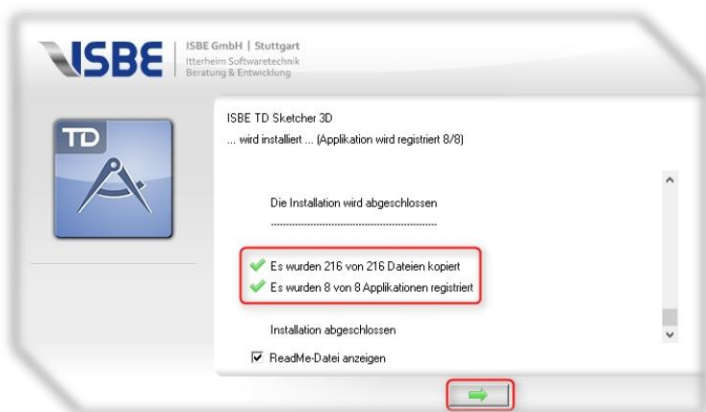 ISBE
ISBE GmbH | Stuttgart
Itterheim Softwaretechnik
Beratung & Entwicklung
TD
ISBE TD Sketcher 3D
... wird installiert ... (Applikation wird registriert 8/8)
Die Installation wird abgeschlossen
--------------------------------------------------------
Es wurden 216 von 216 Dateien kopiert
Es wurden 8 von 8 Applikationen registriert
Installation abgeschlossen
ReadMe-Datei anzeigen